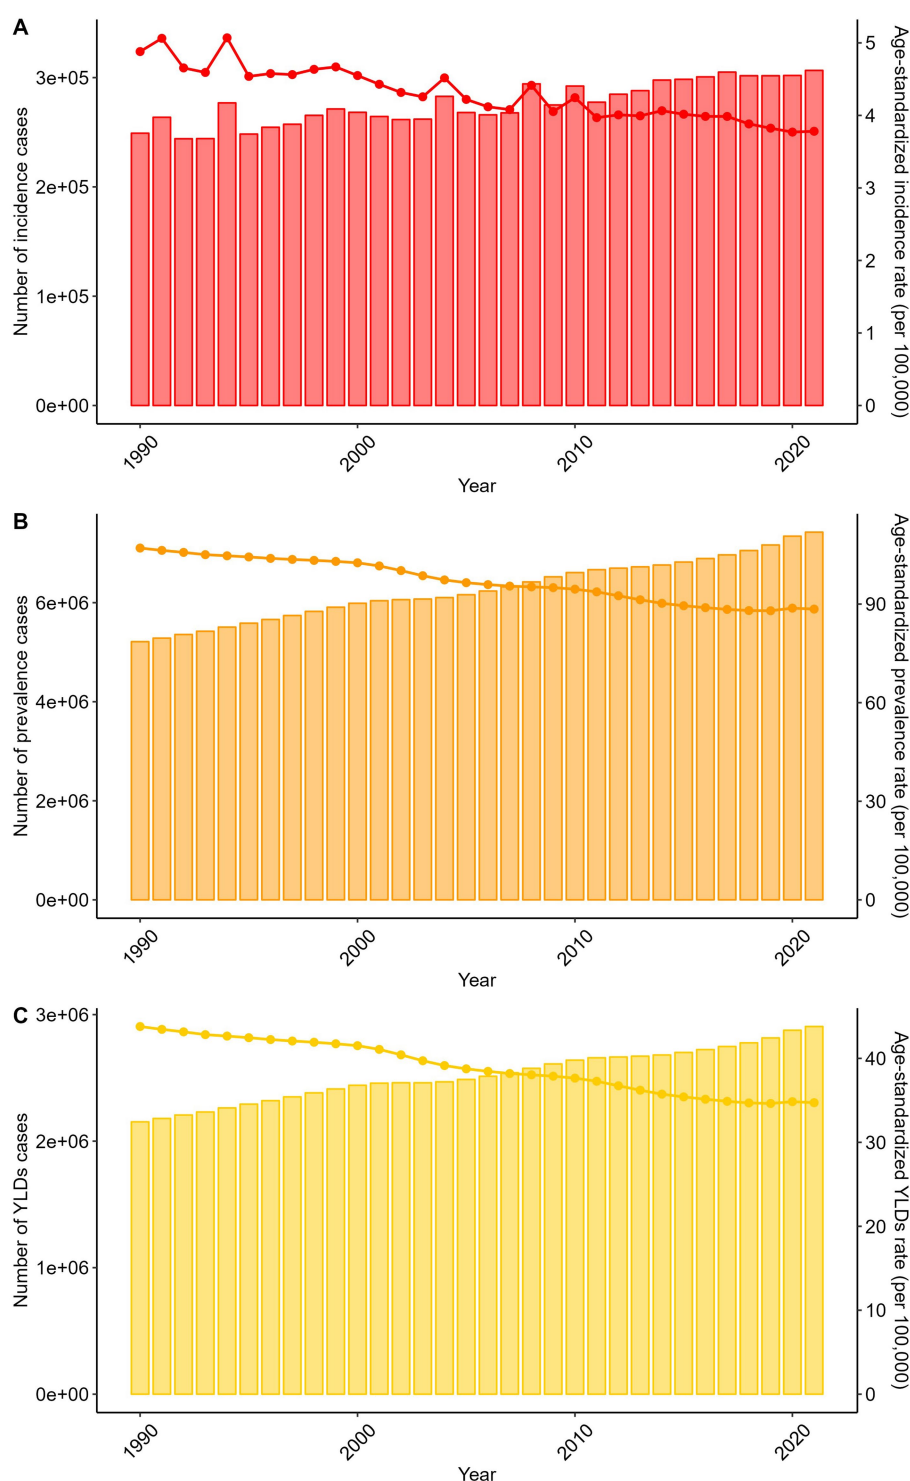 A
Number of incidence cases
3e+05
2e+05
1e+05
0e+00
5
4
3
2
1
0
Age-standardized incidence rate (per 100,000)
1990
2000
2010
2020
Year
B
Number of prevalence cases
6e+06
4e+06
2e+06
0e+00
90
60
30
0
Age-standardized prevalence rate (per 100,000)
1990
2000
2010
2020
Year
C
Number of YLDs cases
3e+06
2e+06
1e+06
0e+00
40
30
20
10
0
Age-standardized YLDs rate (per 100,000)
1990
2000
2010
2020
Year